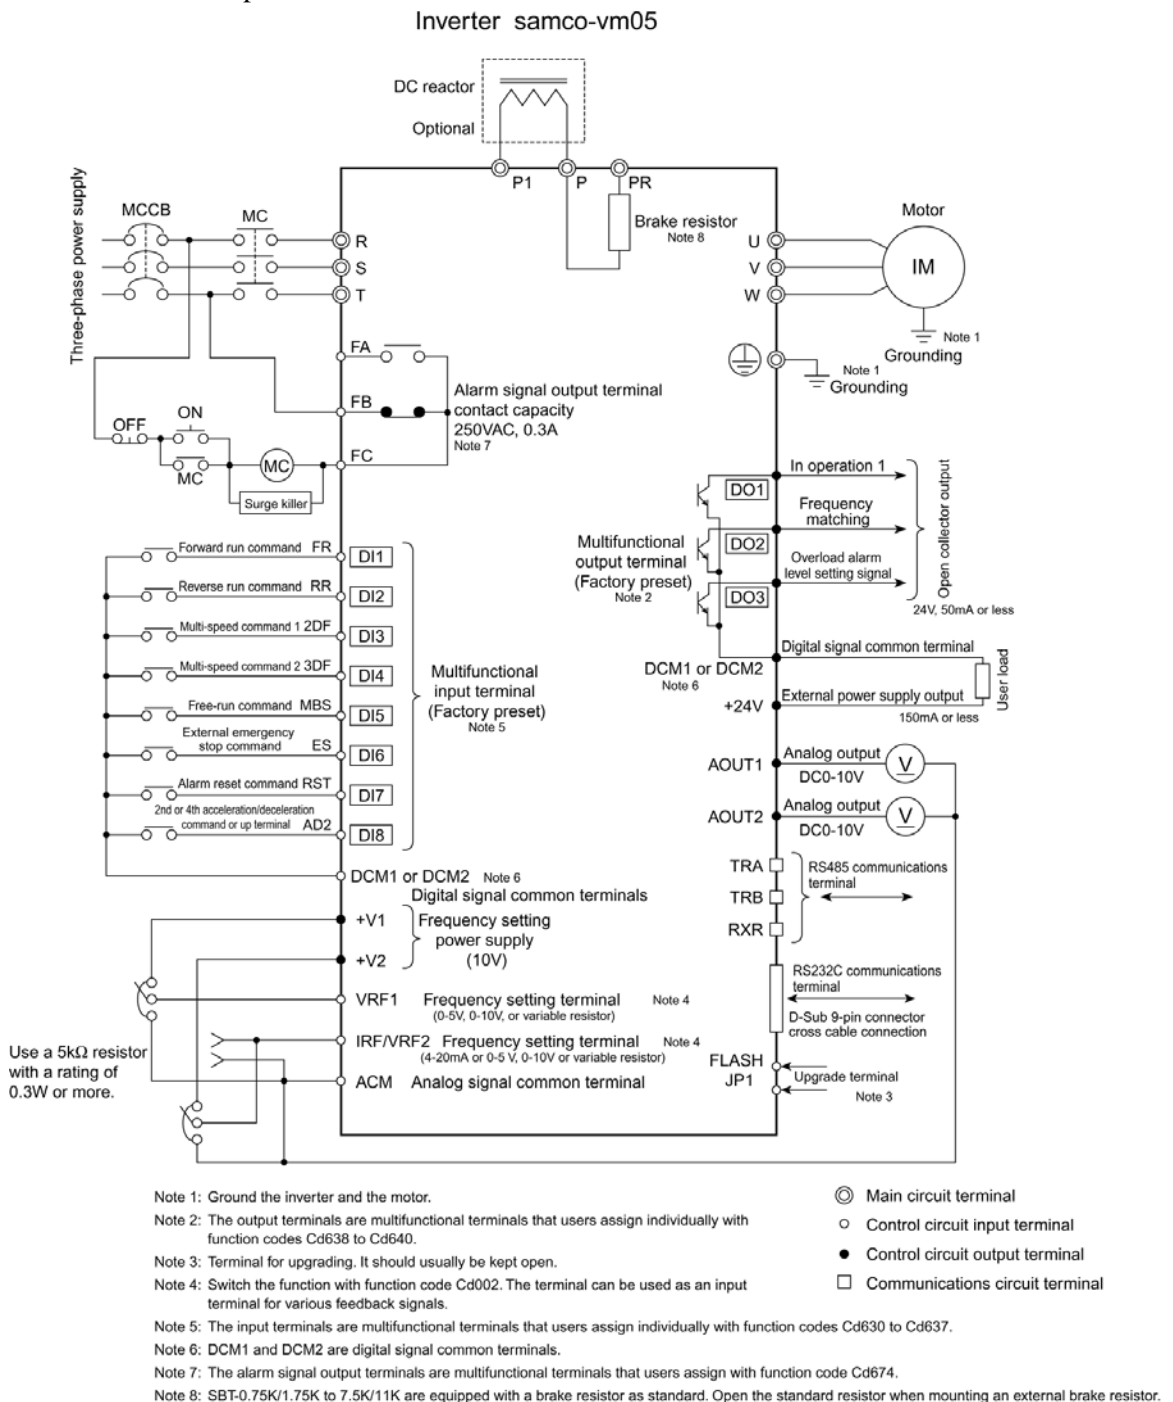 Inverter samco-vm05
DC reactor
Optional
P1
P
PR
Three-phase power supply
MCCB
MC
R
S
T
Brake resistor
Note 8
U
V
W
Motor
IM
Note 1
Grounding
Note 1
Grounding
FA
FB
FC
Alarm signal output terminal
contact capacity
250VAC, 0.3A
Note 7
OFF
ON
MC
MC
Surge killer
In operation 1
DO1
Frequency
matching
DO2
Overload alarm
level setting signal
DO3
Open collector output
24V, 50mA or less
Multifunctional
output terminal
(Factory preset)
Note 2
Forward run command FR
DI1
Reverse run command RR
DI2
Multi-speed command 1 2DF
DI3
Multi-speed command 2 3DF
DI4
Free-run command MBS
DI5
External emergency
stop command ES
DI6
Alarm reset command RST
DI7
2nd or 4th acceleration/deceleration
command or up terminal AD2
DI8
Multifunctional
input terminal
(Factory preset)
Note 5
DCM1 or DCM2
Note 6
Digital signal common terminal
+24V
External power supply output
150mA or less
User load
AOUT1
Analog output
DC0-10V
V
AOUT2
Analog output
DC0-10V
V
TRA
TRB
RXR
RS485 communications
terminal
RS232C communications
terminal
D-Sub 9-pin connector
cross cable connection
FLASH
JP1
Upgrade terminal
Note 3
DCM1 or DCM2 Note 6
Digital signal common terminals
+V1
+V2
Frequency setting
power supply
(10V)
VRF1 Frequency setting terminal Note 4
(0-5V, 0-10V, or variable resistor)
IRF/VRF2 Frequency setting terminal Note 4
(4-20mA or 0-5 V, 0-10V or variable resistor)
ACM Analog signal common terminal
Use a 5kΩ resistor
with a rating of
0.3W or more.
Note 1: Ground the inverter and the motor.
Note 2: The output terminals are multifunctional terminals that users assign individually with
function codes Cd638 to Cd640.
Note 3: Terminal for upgrading. It should usually be kept open.
Note 4: Switch the function with function code Cd002. The terminal can be used as an input
terminal for various feedback signals.
Note 5: The input terminals are multifunctional terminals that users assign individually with function codes Cd630 to Cd637.
Note 6: DCM1 and DCM2 are digital signal common terminals.
Note 7: The alarm signal output terminals are multifunctional terminals that users assign with function code Cd674.
Note 8: SBT-0.75K/1.75K to 7.5K/11K are equipped with a brake resistor as standard. Open the standard resistor when mounting an external brake resistor.
Main circuit terminal
Control circuit input terminal
Control circuit output terminal
Communications circuit terminal